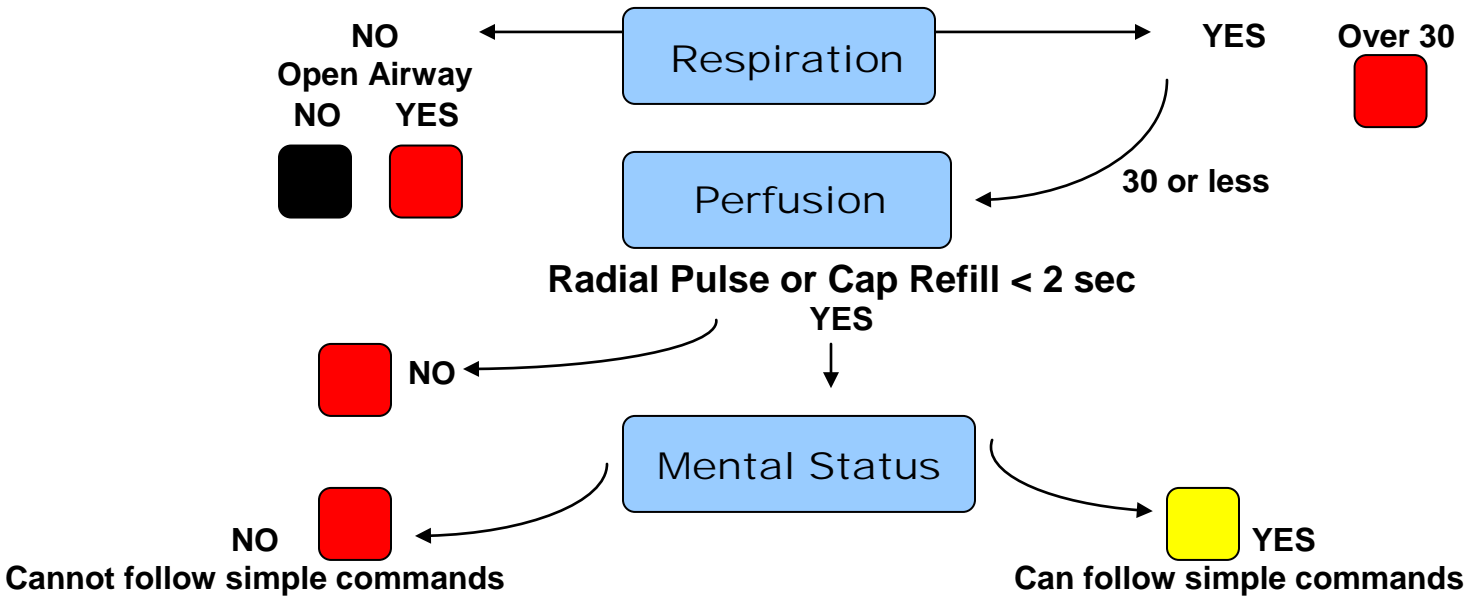 NO
Open Airway
NO YES
Respiration
YES Over 30
30 or less
Perfusion
Radial Pulse or Cap Refill < 2 sec
YES
NO
Mental Status
NO
Cannot follow simple commands
YES
Can follow simple commands